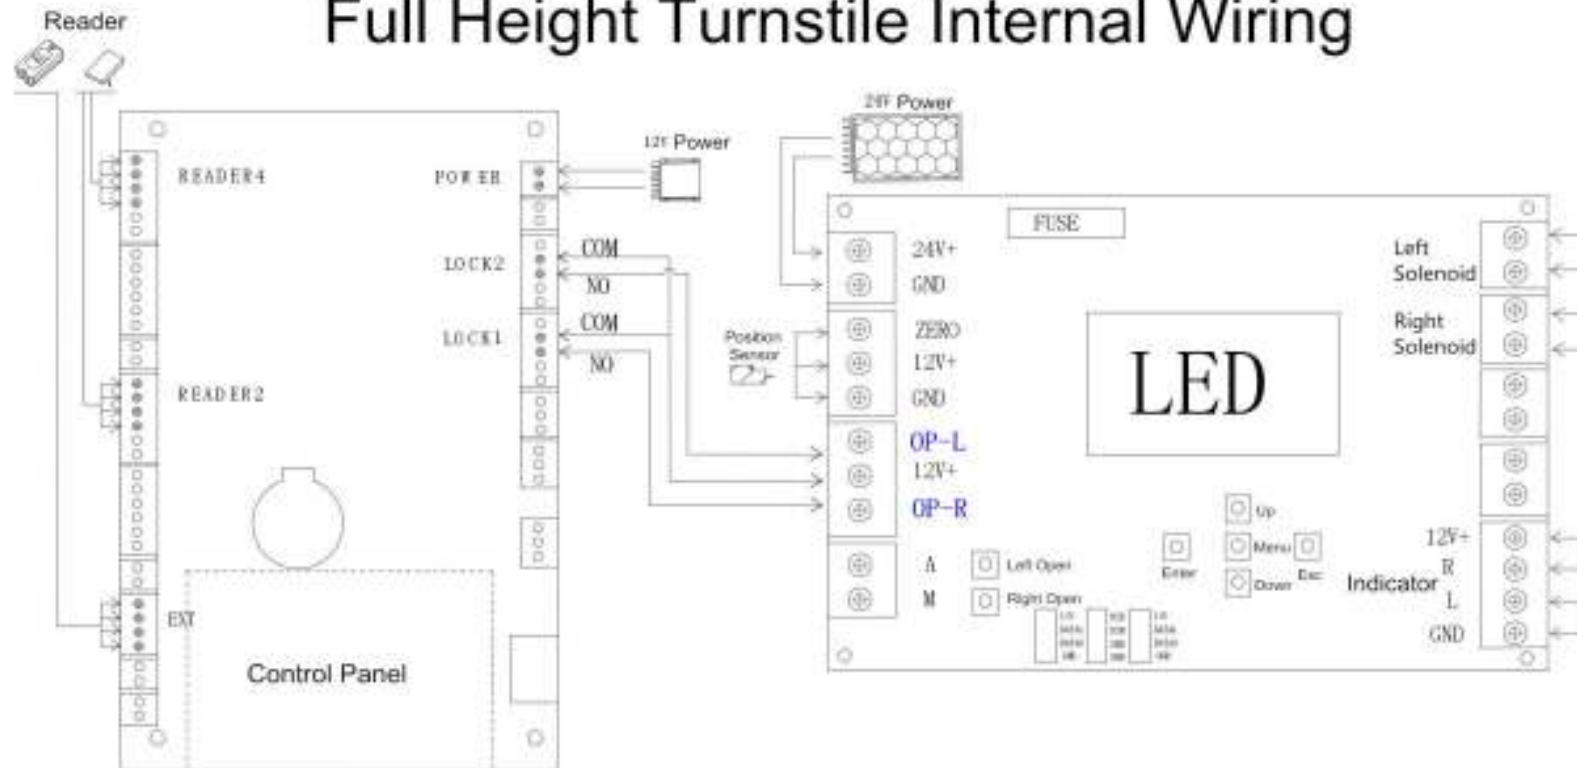 Full Height Turnstile Internal Wiring
Reader
READER4
POWER
12V Power
24V Power
LOCK2
COM
NO
LOCK1
COM
NO
READER2
EXT
Control Panel
Position
Sensor
FUSE
24V+
GND
ZERO
12V+
GND
OP-L
12V+
OP-R
A
M
Left Open
Right Open
LED
Up
Menu
Down
Enter
Esc
Left
Solenoid
Right
Solenoid
12V+
R
Indicator
L
GND